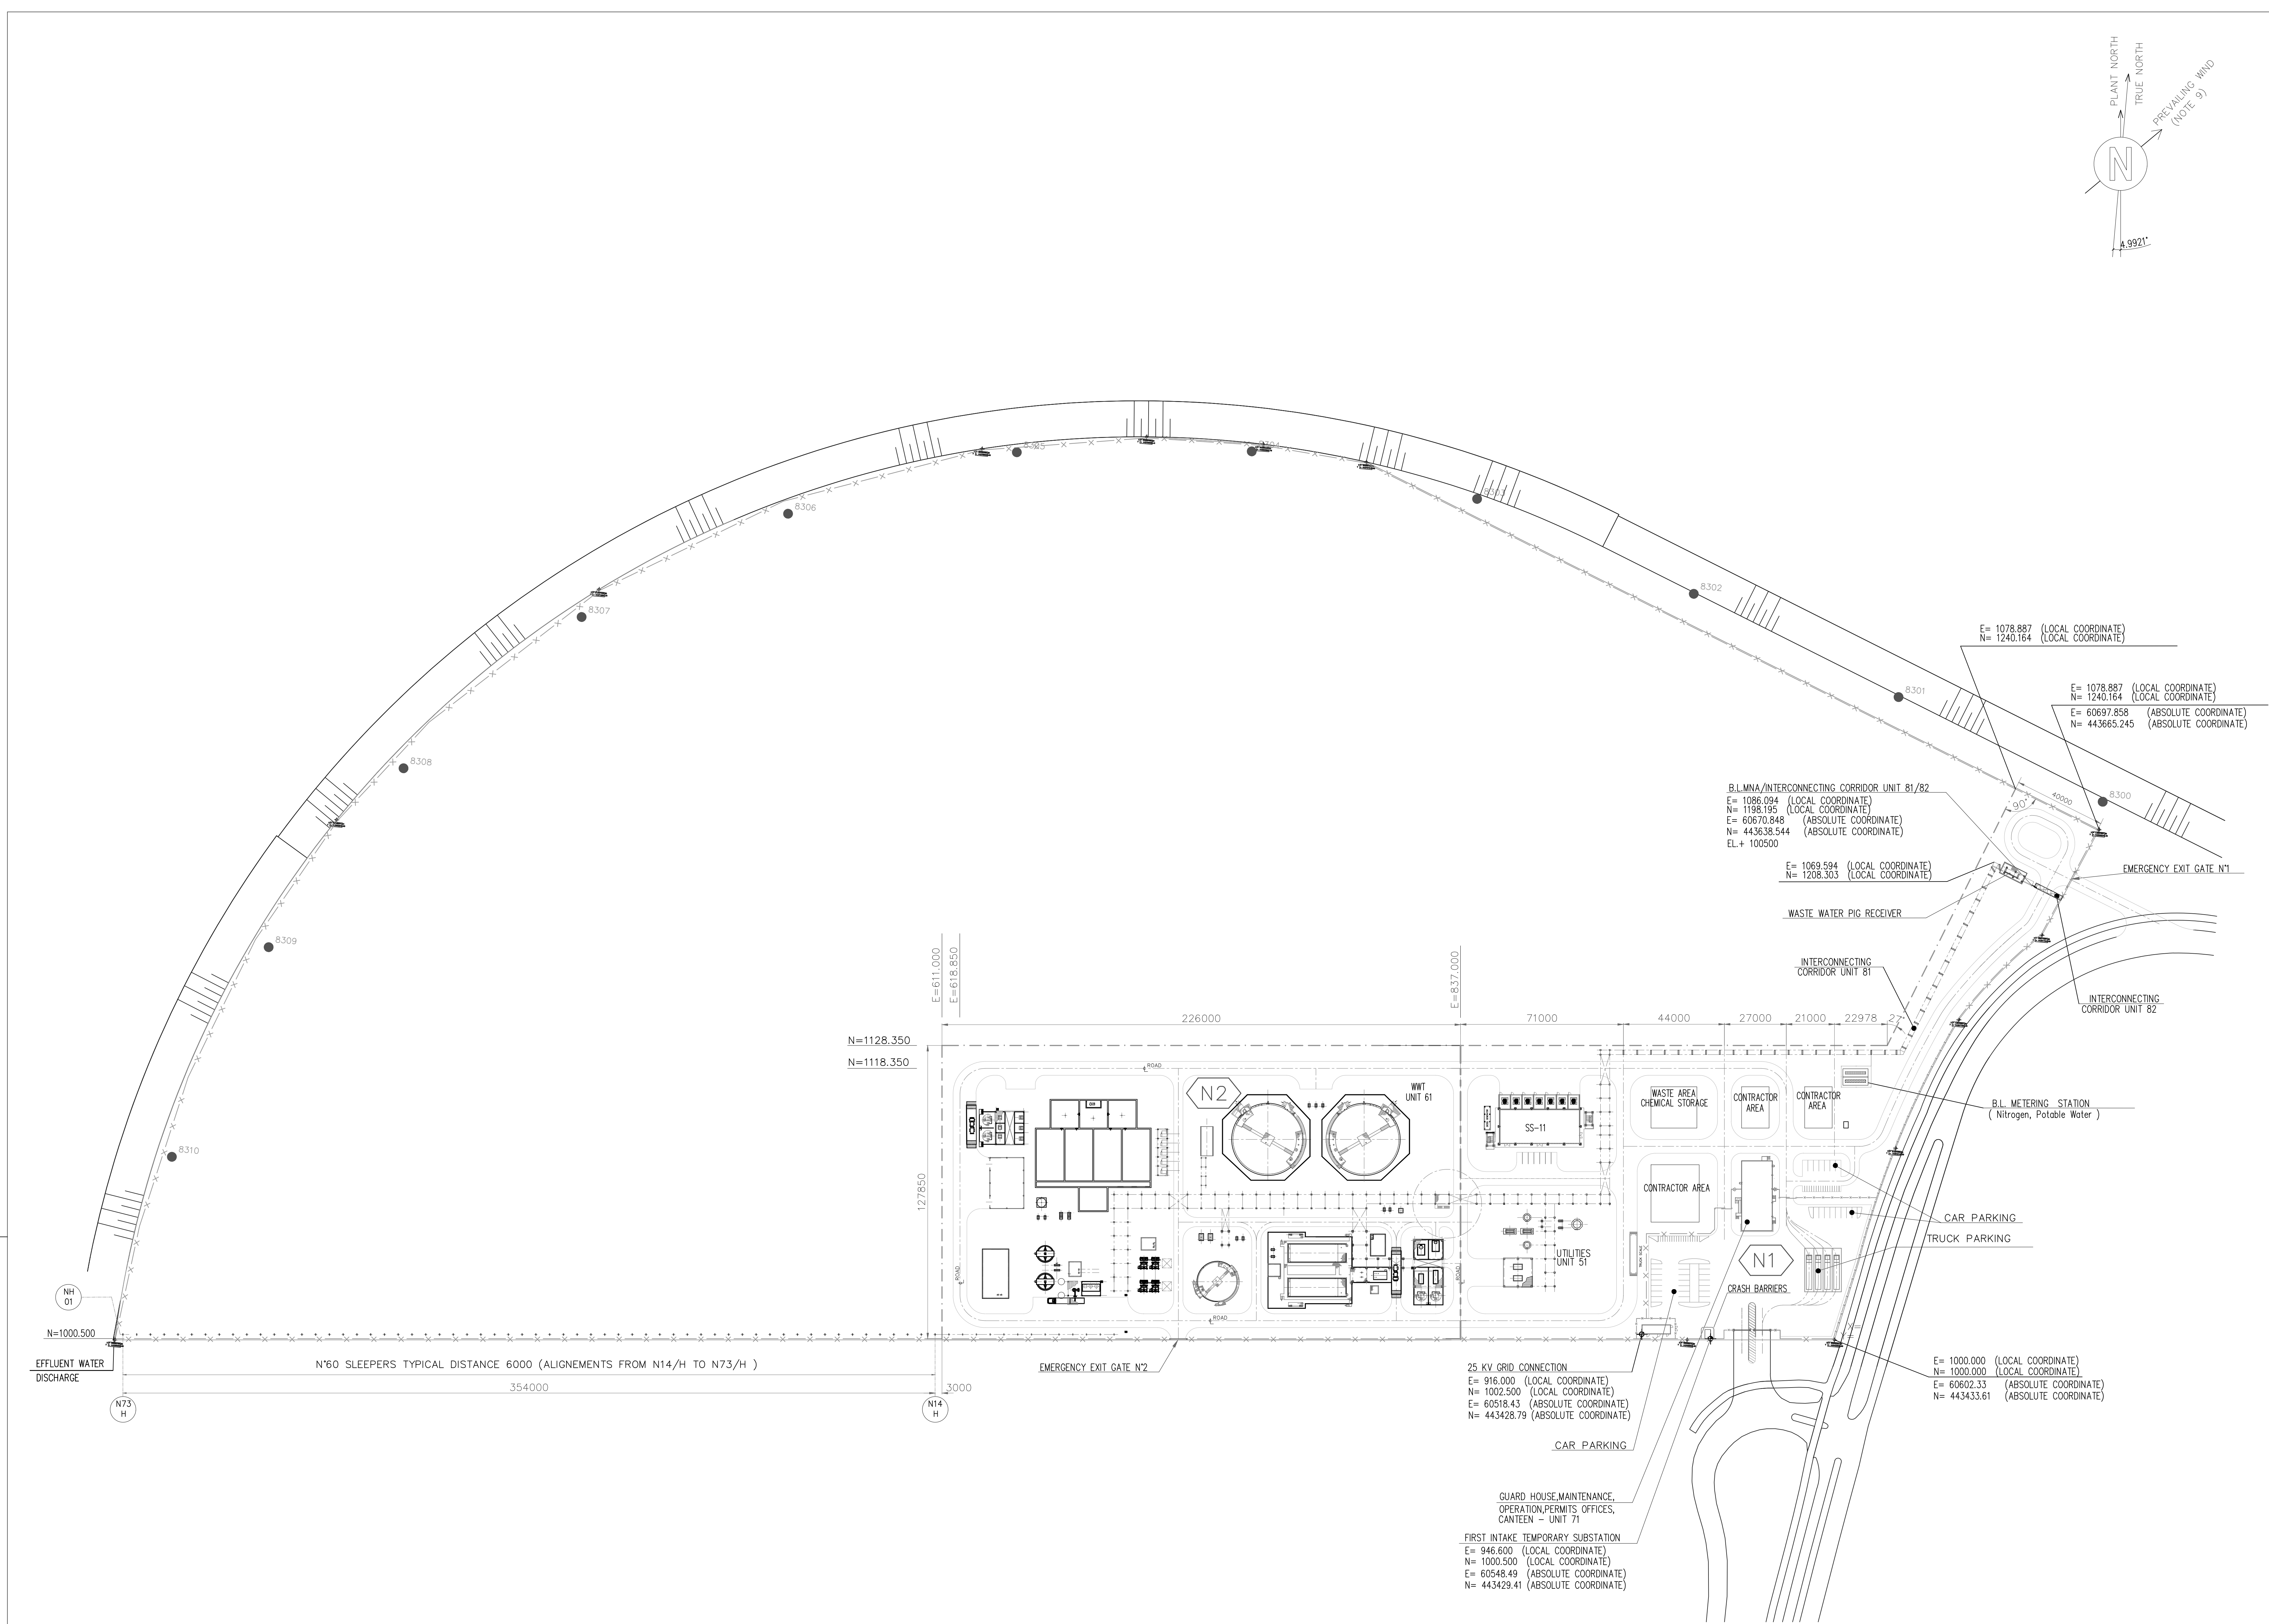 PLANT NORTH
TRUE NORTH
PREVAILING WIND
(NOTE 9)
N
4.9921°
8305
8304
8303
8306
8302
8307
8301
8308
8300
8309
8310
E= 1078.887 (LOCAL COORDINATE)
N= 1240.164 (LOCAL COORDINATE)
E= 1078.887 (LOCAL COORDINATE)
N= 1240.164 (LOCAL COORDINATE)
E= 60697.858 (ABSOLUTE COORDINATE)
N= 443665.245 (ABSOLUTE COORDINATE)
40000
90°
B.L.MNA/INTERCONNECTING CORRIDOR UNIT 81/82
E= 1086.094 (LOCAL COORDINATE)
N= 1198.195 (LOCAL COORDINATE)
E= 60670.848 (ABSOLUTE COORDINATE)
N= 443638.544 (ABSOLUTE COORDINATE)
EL.+ 100500
E= 1069.594 (LOCAL COORDINATE)
N= 1208.303 (LOCAL COORDINATE)
EMERGENCY EXIT GATE N°1
WASTE WATER PIG RECEIVER
INTERCONNECTING
CORRIDOR UNIT 81
INTERCONNECTING
CORRIDOR UNIT 82
E=611.000
E=618.850
E=837.000
226000
71000
44000
27000
21000
22978
27°
N=1128.350
N=1118.350
127850
ROAD
N2
WWT
UNIT 61
SS-11
WASTE AREA
CHEMICAL STORAGE
CONTRACTOR
AREA
CONTRACTOR
AREA
B.L. METERING STATION
( Nitrogen, Potable Water )
CONTRACTOR AREA
CAR PARKING
TRUCK PARKING
UTILITIES
UNIT 51
N1
CRASH BARRIERS
ROAD
ROAD
ROAD
NH
01
N=1000.500
EFFLUENT WATER
DISCHARGE
N°60 SLEEPERS TYPICAL DISTANCE 6000 (ALIGNEMENTS FROM N14/H TO N73/H )
354000
3000
N73
H
N14
H
EMERGENCY EXIT GATE N°2
25 KV GRID CONNECTION
E= 916.000 (LOCAL COORDINATE)
N= 1002.500 (LOCAL COORDINATE)
E= 60518.43 (ABSOLUTE COORDINATE)
N= 443428.79 (ABSOLUTE COORDINATE)
E= 1000.000 (LOCAL COORDINATE)
N= 1000.000 (LOCAL COORDINATE)
E= 60602.33 (ABSOLUTE COORDINATE)
N= 443433.61 (ABSOLUTE COORDINATE)
CAR PARKING
GUARD HOUSE,MAINTENANCE,
OPERATION,PERMITS OFFICES,
CANTEEN - UNIT 71
FIRST INTAKE TEMPORARY SUBSTATION
E= 946.600 (LOCAL COORDINATE)
N= 1000.500 (LOCAL COORDINATE)
E= 60548.49 (ABSOLUTE COORDINATE)
N= 443429.41 (ABSOLUTE COORDINATE)